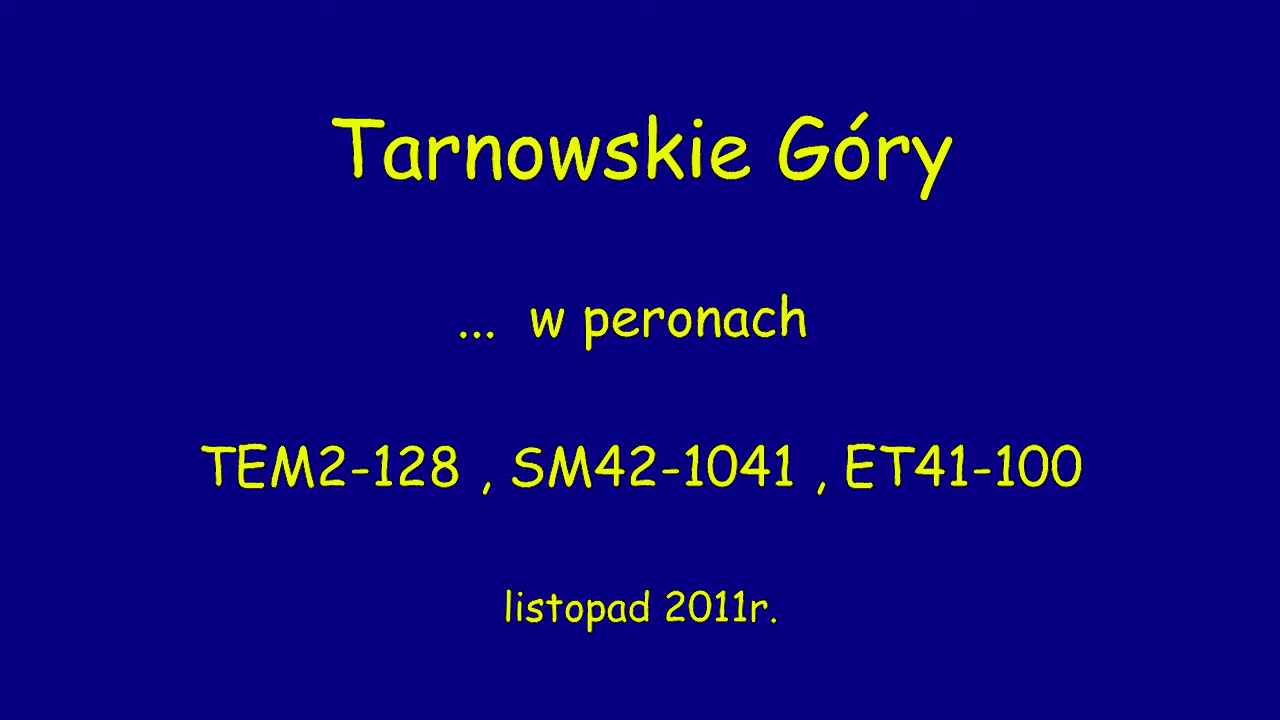 Tarnowskie Góry
... w peronach
TEM2-128 , SM42-1041 , ET41-100
listopad 2011r.